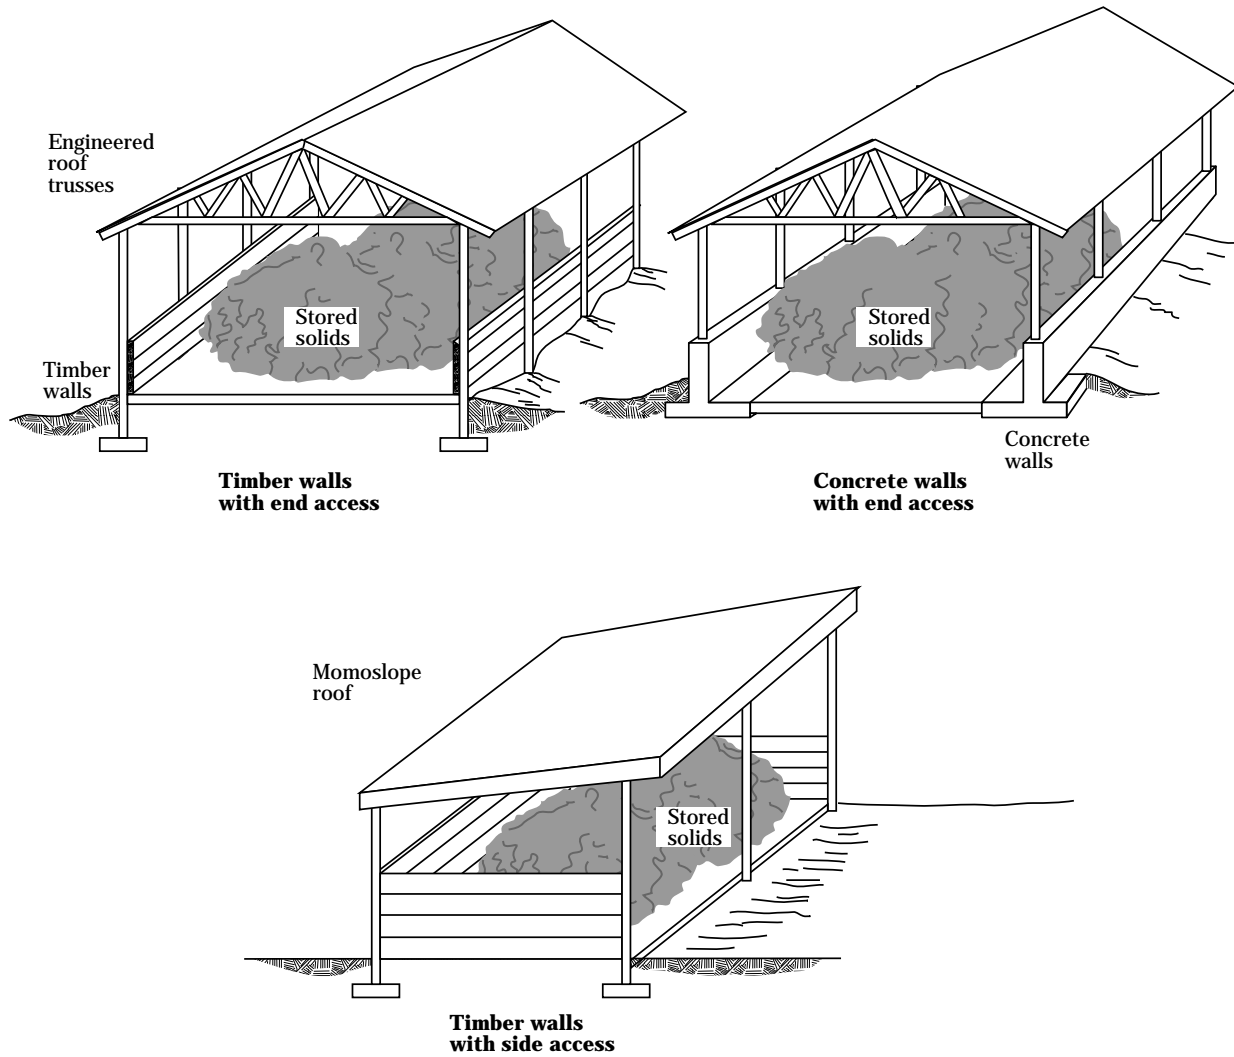 Engineered
roof
trusses
Stored
solids
Timber
walls
Timber walls
with end access
Stored
solids
Concrete
walls
Concrete walls
with end access
Momoslope
roof
Stored
solids
Timber walls
with side access